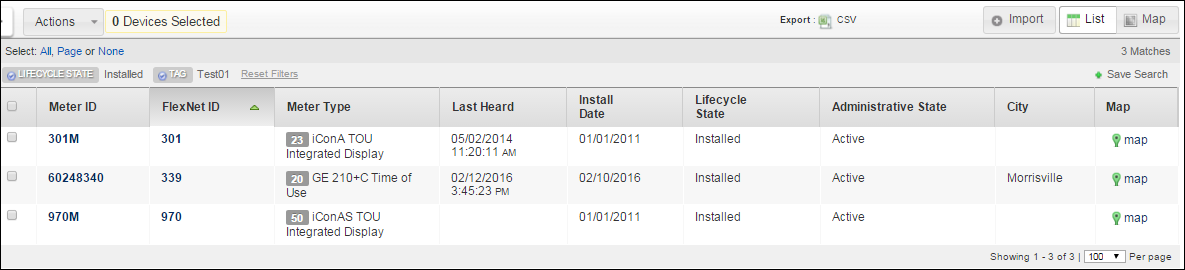 Actions 0 Devices Selected Export : CSV Import List Map
Select: All, Page or None 3 Matches
LIFECYCLE STATE Installed TAG Test01 Reset Filters Save Search
Meter ID FlexNet ID Meter Type Last Heard Install Date Lifecycle State Administrative State City Map
301M 301 23 iConA TOU Integrated Display 05/02/2014 11:20:11 AM 01/01/2011 Installed Active map
60248340 339 20 GE 210+C Time of Use 02/12/2016 3:45:23 PM 02/10/2016 Installed Active Morrisville map
970M 970 50 iConAS TOU Integrated Display 01/01/2011 Installed Active map
Showing 1 - 3 of 3 | 100 Per page